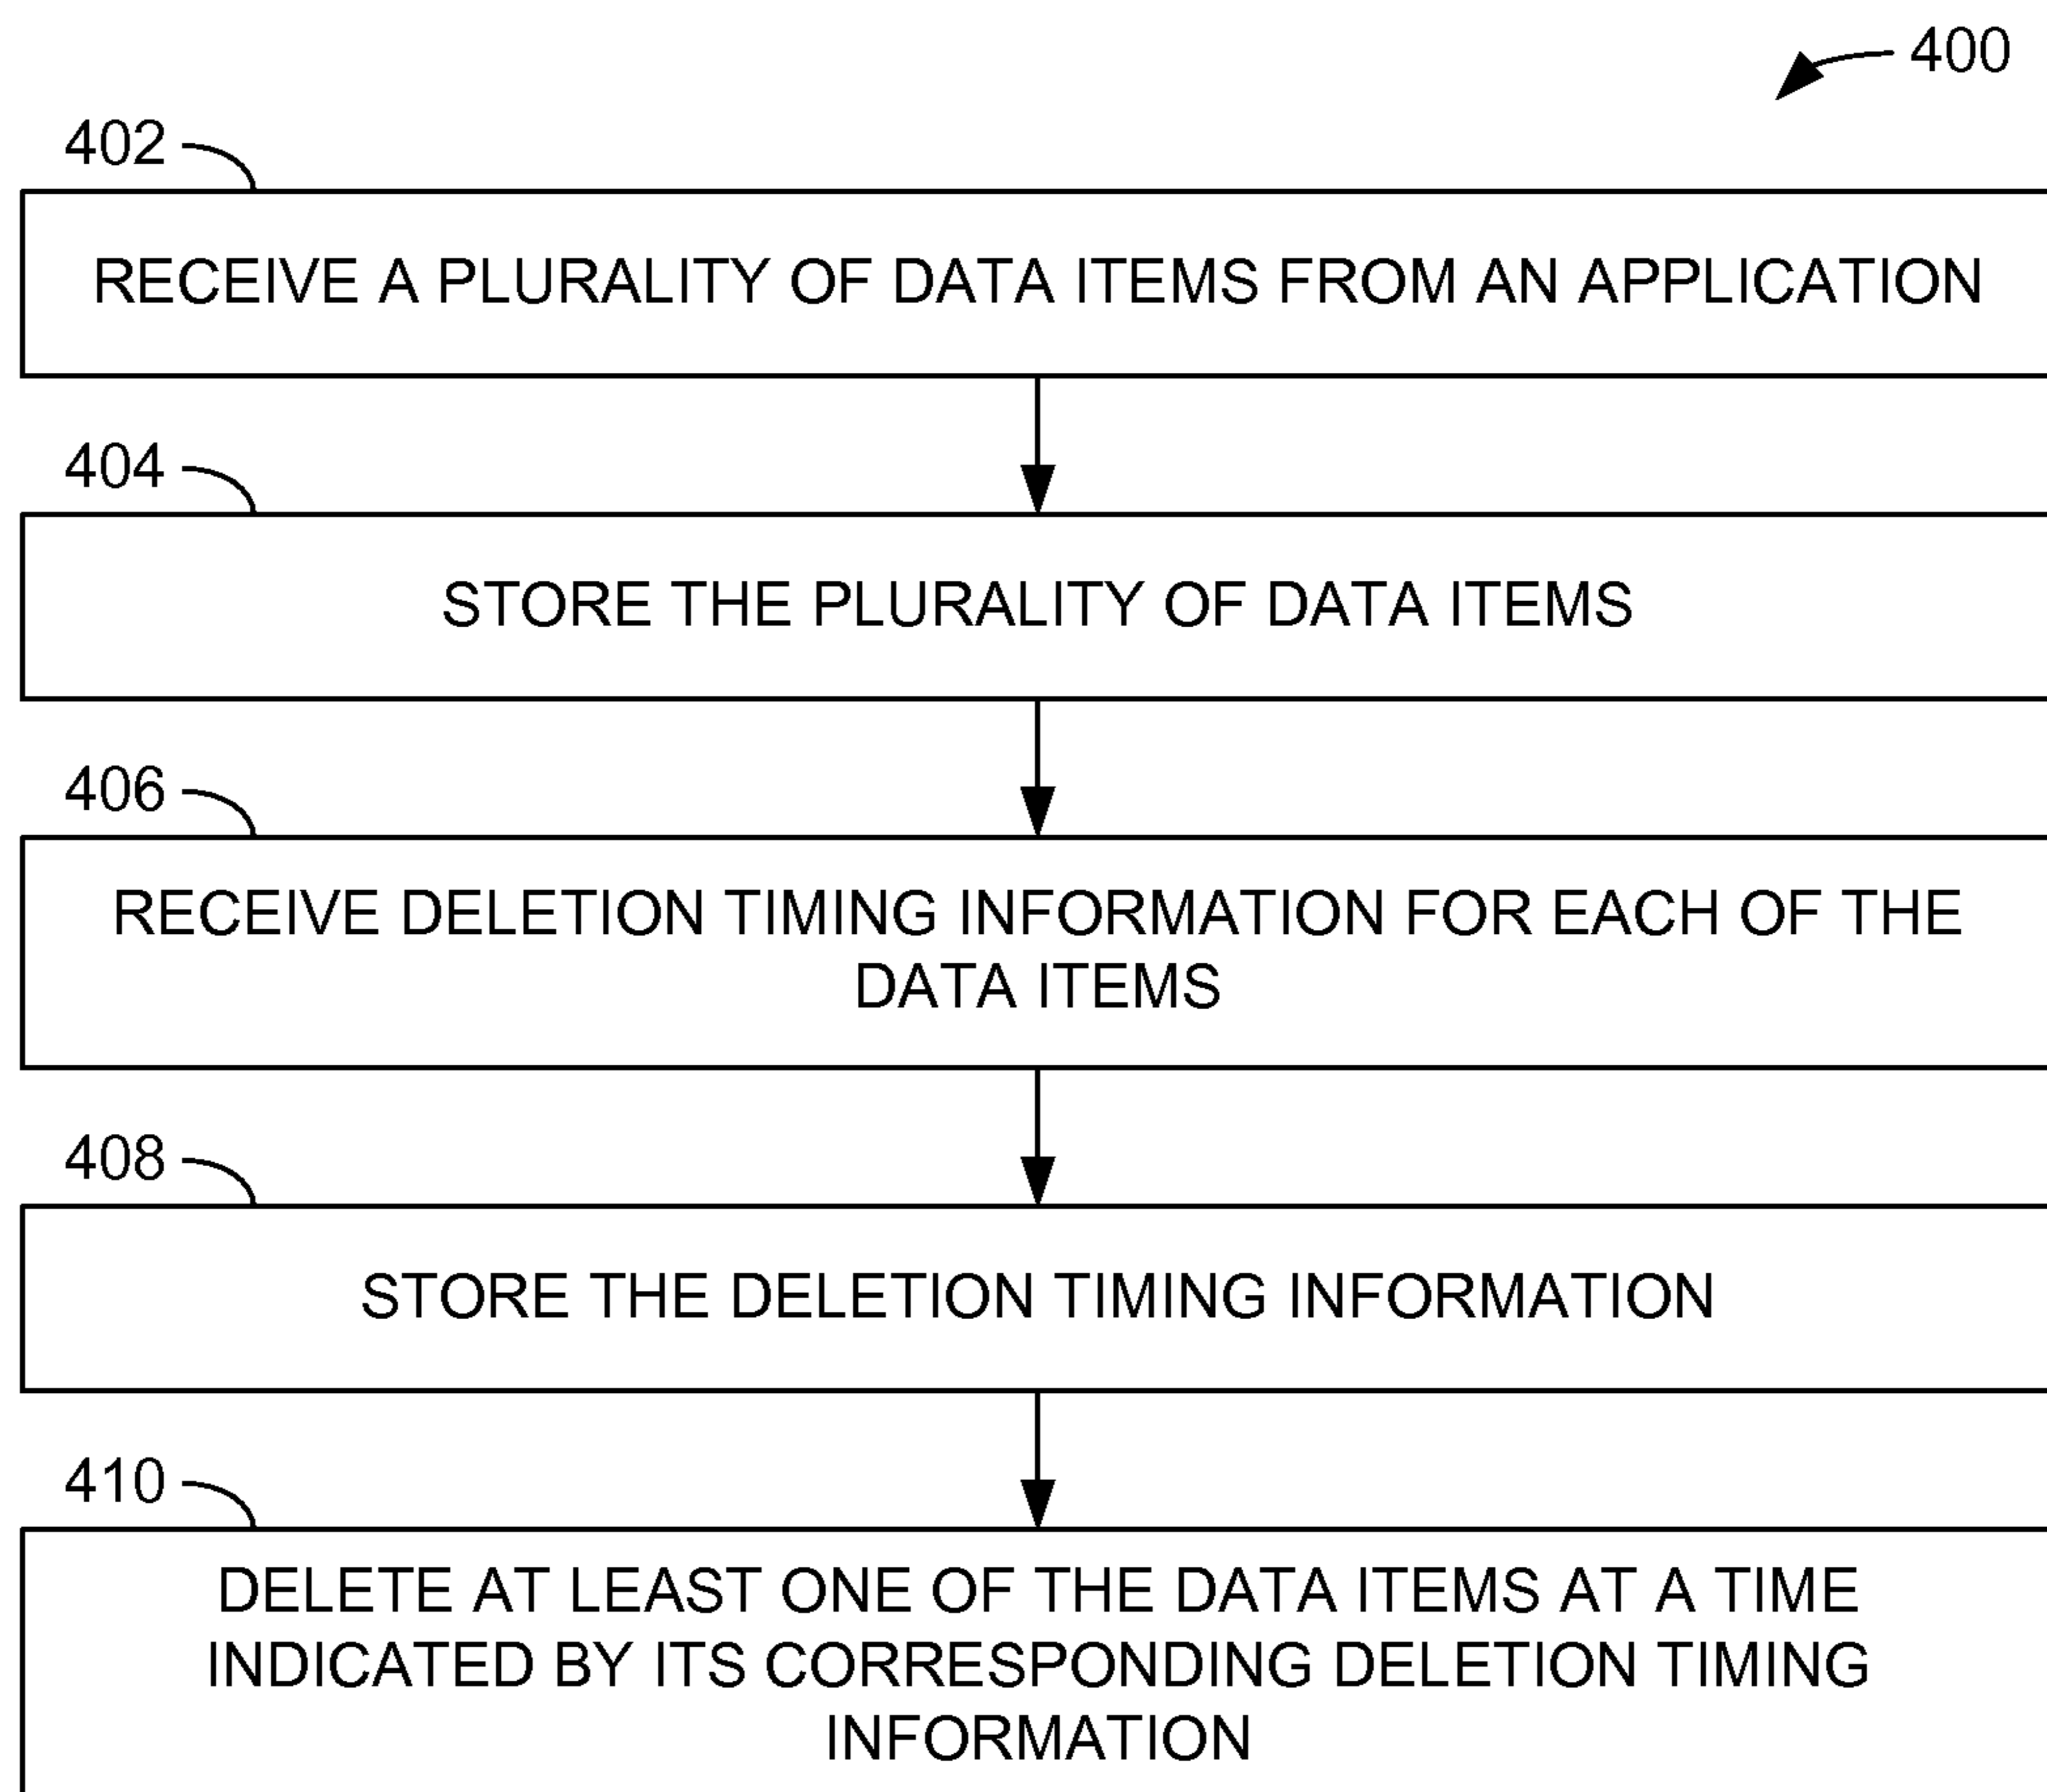 400
402
RECEIVE A PLURALITY OF DATA ITEMS FROM AN APPLICATION
404
STORE THE PLURALITY OF DATA ITEMS
406
RECEIVE DELETION TIMING INFORMATION FOR EACH OF THE
DATA ITEMS
408
STORE THE DELETION TIMING INFORMATION
410
DELETE AT LEAST ONE OF THE DATA ITEMS AT A TIME
INDICATED BY ITS CORRESPONDING DELETION TIMING
INFORMATION